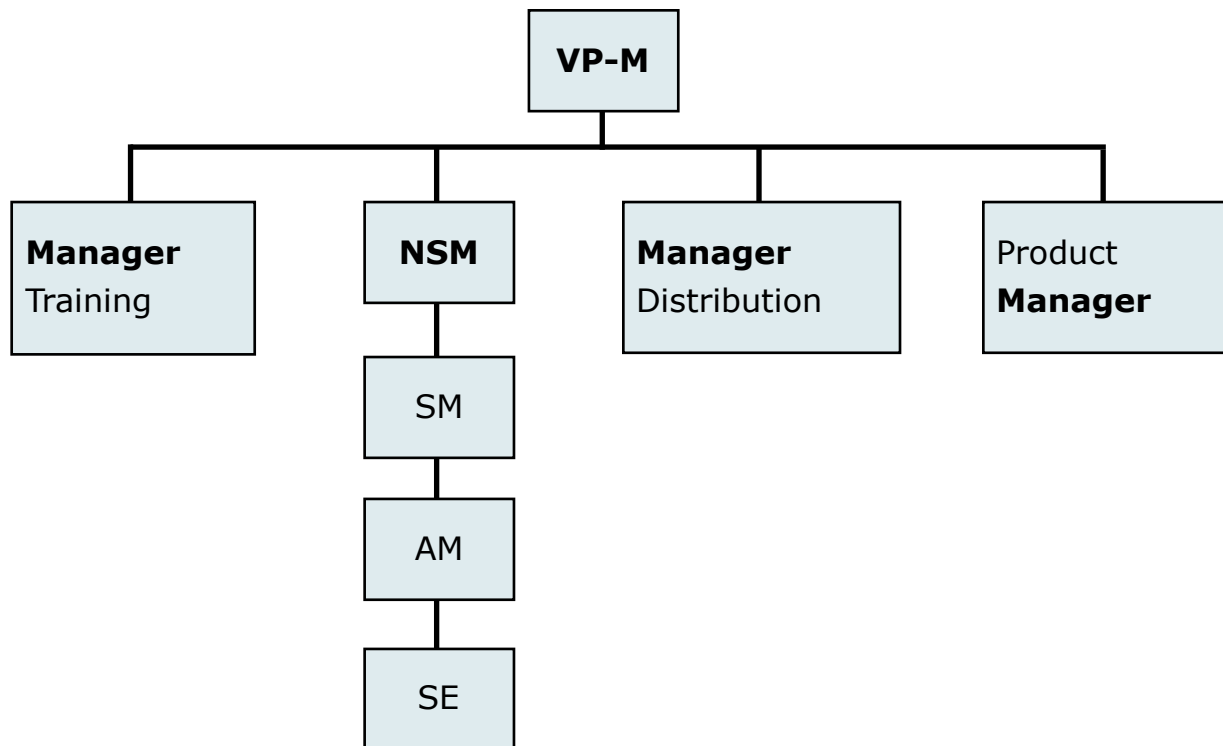 VP-M
Manager
Training
NSM
Manager
Distribution
Product
Manager
SM
AM
SE